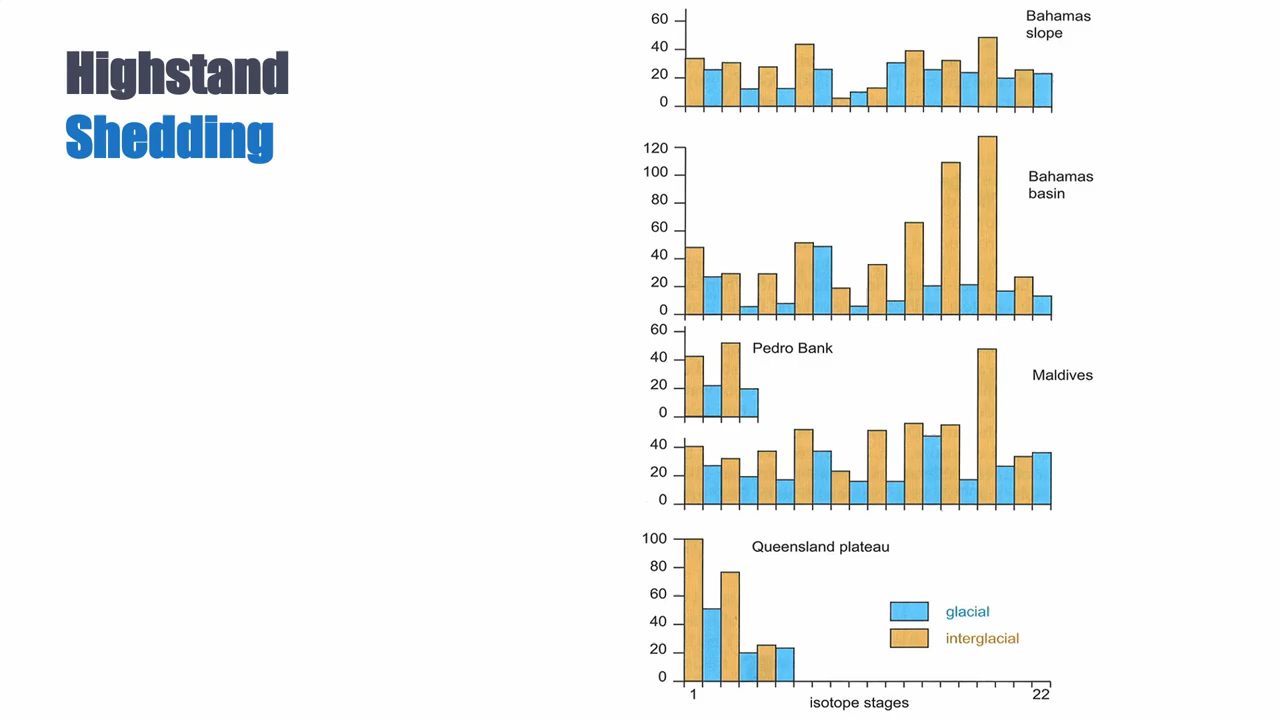 Highstand
Shedding
60
40
20
0
Bahamas
slope
120
100
80
60
40
20
0
Bahamas
basin
60
40
20
0
Pedro Bank
Maldives
40
20
0
100
80
60
40
20
0
Queensland plateau
glacial
interglacial
1
22
isotope stages